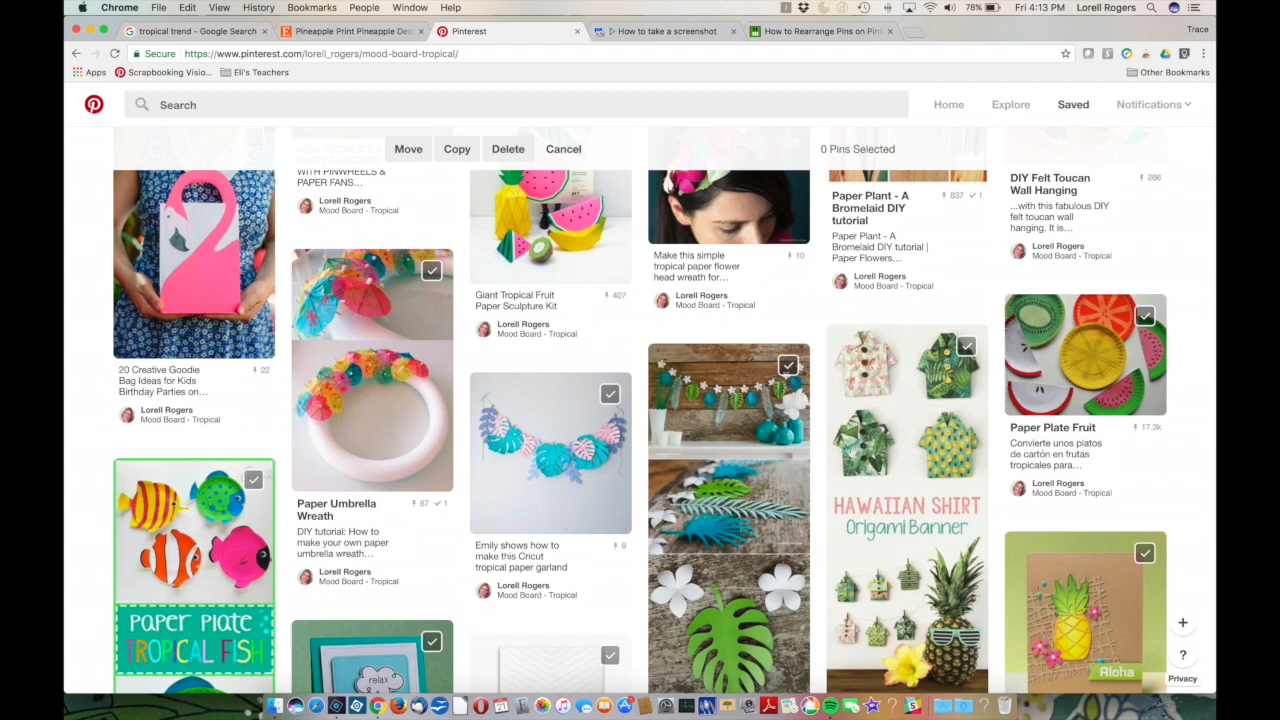 Chrome File Edit View History Bookmarks People Window Help
78% Fri 4:13 PM Lorell Rogers
tropical trend - Google Search
Pineapple Print Pineapple Dec
Pinterest
How to take a screenshot
How to Rearrange Pins on Pin
Trace
Secure https://www.pinterest.com/lorell_rogers/mood-board-tropical/
Apps Scrapbooking Visio... Eli's Teachers Other Bookmarks
Search
Home Explore Saved Notifications
Move Copy Delete Cancel
0 Pins Selected
20 Creative Goodie
Bag Ideas for Kids
Birthday Parties on...
22
Lorell Rogers
Mood Board - Tropical
PAPER PlATE
TROPICAL FISH
WITH PINWHEELS &
PAPER FANS...
Lorell Rogers
Mood Board - Tropical
Paper Umbrella
Wreath
87 1
DIY tutorial: How to
make your own paper
umbrella wreath...
Lorell Rogers
Mood Board - Tropical
relax
Giant Tropical Fruit
Paper Sculpture Kit
407
Lorell Rogers
Mood Board - Tropical
Emily shows how to
make this Cricut
tropical paper garland
9
Lorell Rogers
Mood Board - Tropical
Make this simple
tropical paper flower
head wreath for...
10
Lorell Rogers
Mood Board - Tropical
Paper Plant - A
Bromelaid DIY
tutorial
837 1
Paper Plant - A
Bromelaid DIY tutorial |
Paper Flowers...
Lorell Rogers
Mood Board - Tropical
HAWAIIAN SHIRT
Origami Banner
DIY Felt Toucan
Wall Hanging
266
...with this fabulous DIY
felt toucan wall
hanging. It is...
Lorell Rogers
Mood Board - Tropical
Paper Plate Fruit
17.3k
Convierte unos platos
de cartón en frutas
tropicales para...
Lorell Rogers
Mood Board - Tropical
Aloha
+
?
Privacy